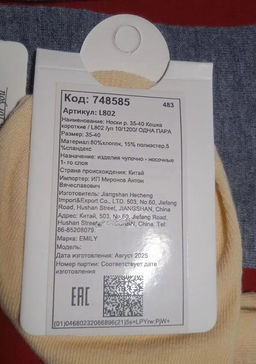 Код: 748585
483
Артикул: L802
Наименование: Носки р. 35-40 Кошка
короткие / L802 /уп 10/1200/ ОДНА ПАРА
Размер: 35-40
Материал 80%хлопок, 15% полиэстер,5
%спандекс
Назначение: изделия чулочно - носочные
1- го слоя
Страна происхождения: Китай
Импортер: ИП Миронов Антон
Вячеславович
Изготовитель: Jiangshan Hecheng
Import&Export Co., LTD. 503, No.60, Jiefang
Road, Hushan Street, JIANGSHAN, China
Адрес: Китай, 503, No.60, Jiefang
Road, Hushan Street, China Tel:
86-85208079.
Марка: EMILY
Модель:
Дата изготовления: Август 2025
Номер партии: Соответствует дате
изготовления
EAC